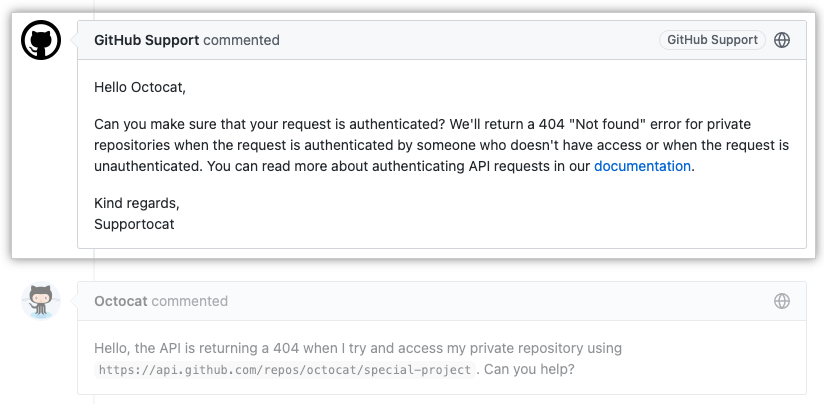 GitHub Support commented GitHub Support
Hello Octocat,
Can you make sure that your request is authenticated? We'll return a 404 "Not found" error for private
repositories when the request is authenticated by someone who doesn't have access or when the request is
unauthenticated. You can read more about authenticating API requests in our documentation.
Kind regards,
Supportocat
Octocat commented
Hello, the API is returning a 404 when I try and access my private repository using
https://api.github.com/repos/octocat/special-project . Can you help?